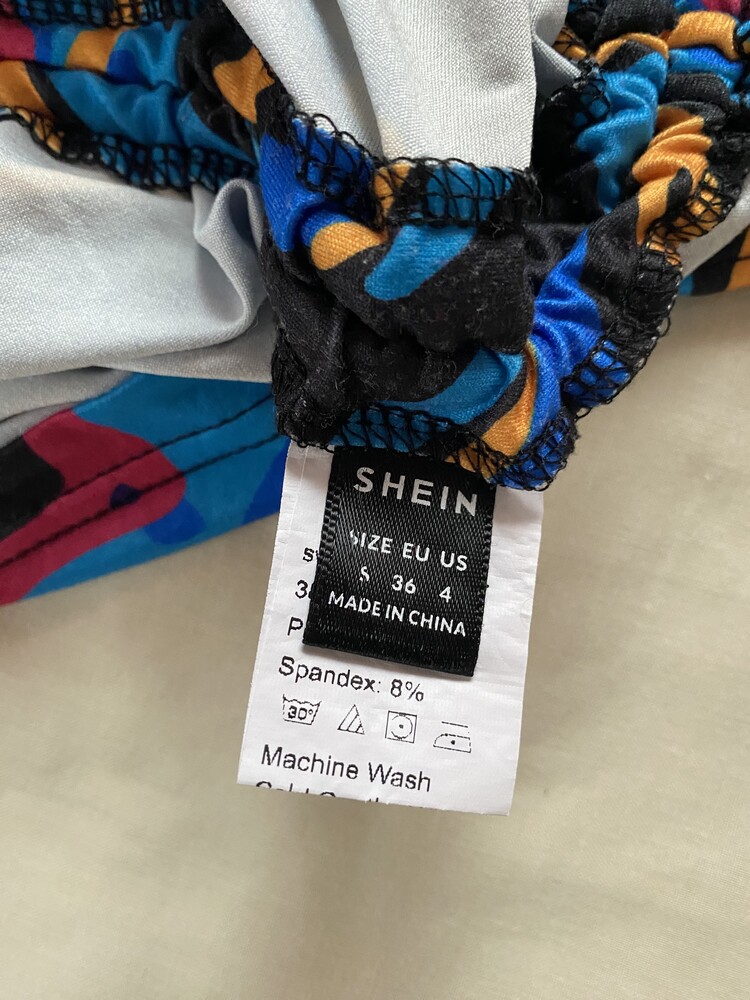 SHEIN
SIZE EU US
S 36 4
MADE IN CHINA
Spandex: 8%
30°
Machine Wash